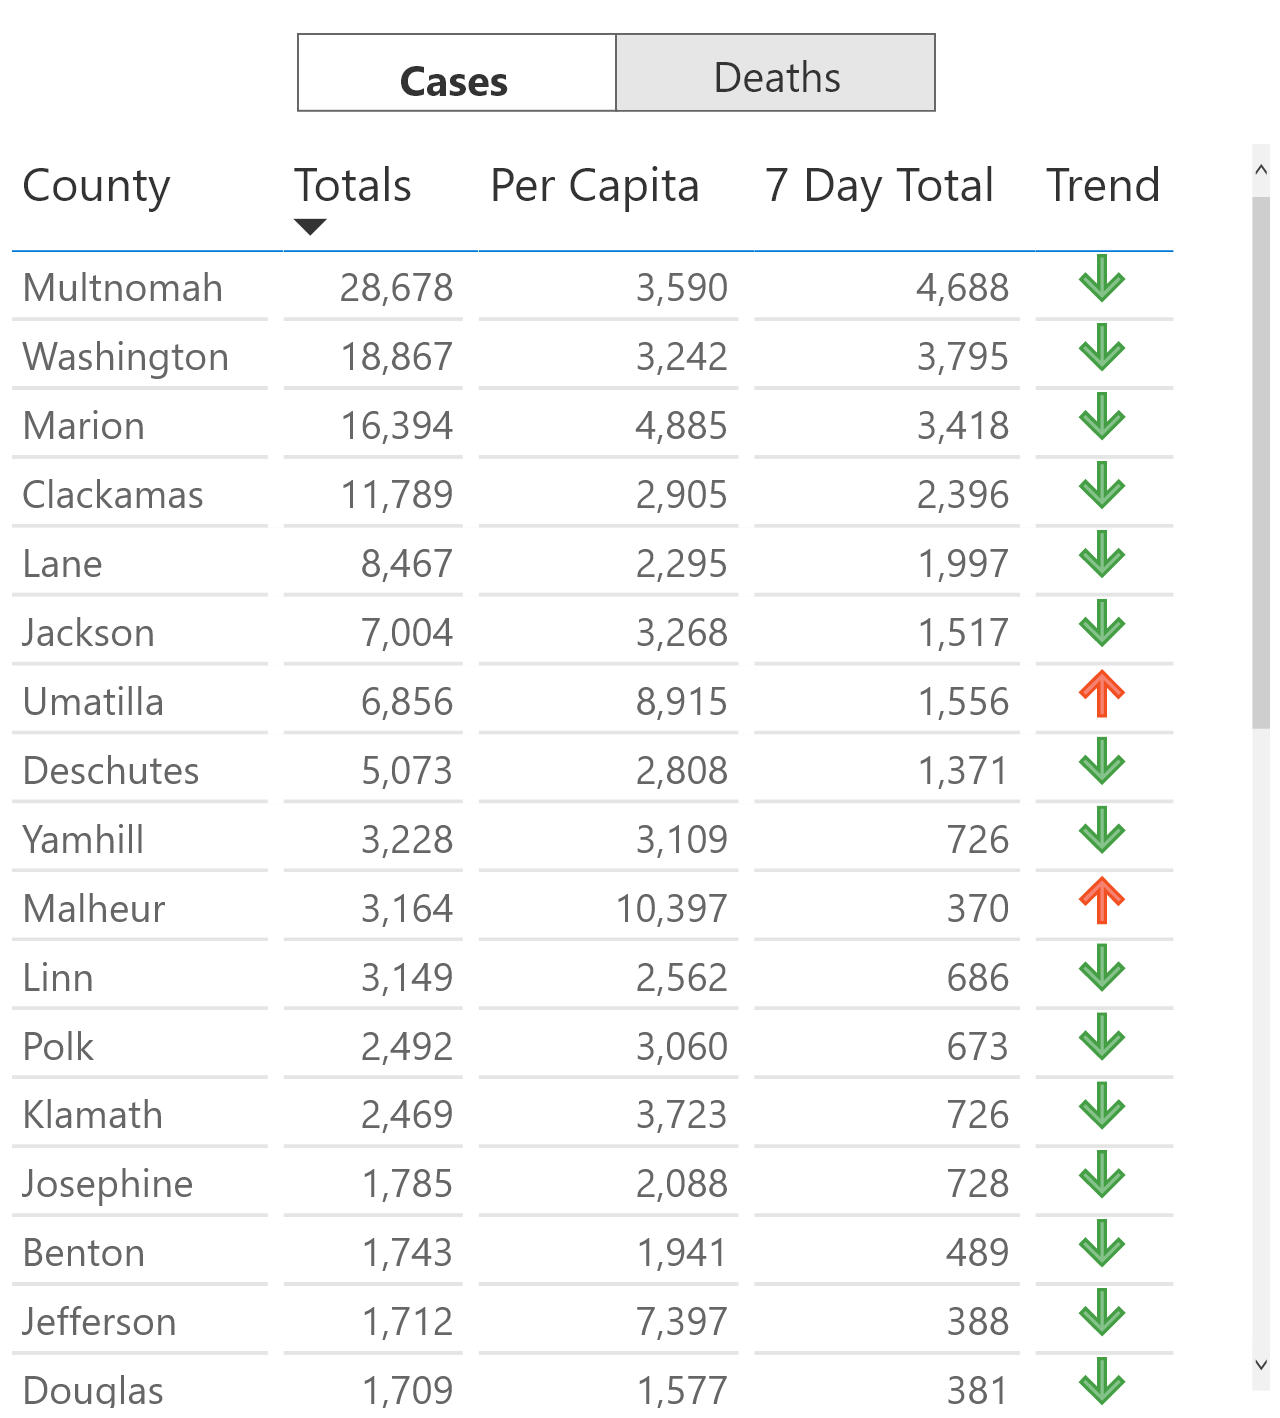 Cases Deaths
County Totals Per Capita 7 Day Total Trend
Multnomah 28,678 3,590 4,688
Washington 18,867 3,242 3,795
Marion 16,394 4,885 3,418
Clackamas 11,789 2,905 2,396
Lane 8,467 2,295 1,997
Jackson 7,004 3,268 1,517
Umatilla 6,856 8,915 1,556
Deschutes 5,073 2,808 1,371
Yamhill 3,228 3,109 726
Malheur 3,164 10,397 370
Linn 3,149 2,562 686
Polk 2,492 3,060 673
Klamath 2,469 3,723 726
Josephine 1,785 2,088 728
Benton 1,743 1,941 489
Jefferson 1,712 7,397 388
Douglas 1,709 1,577 381